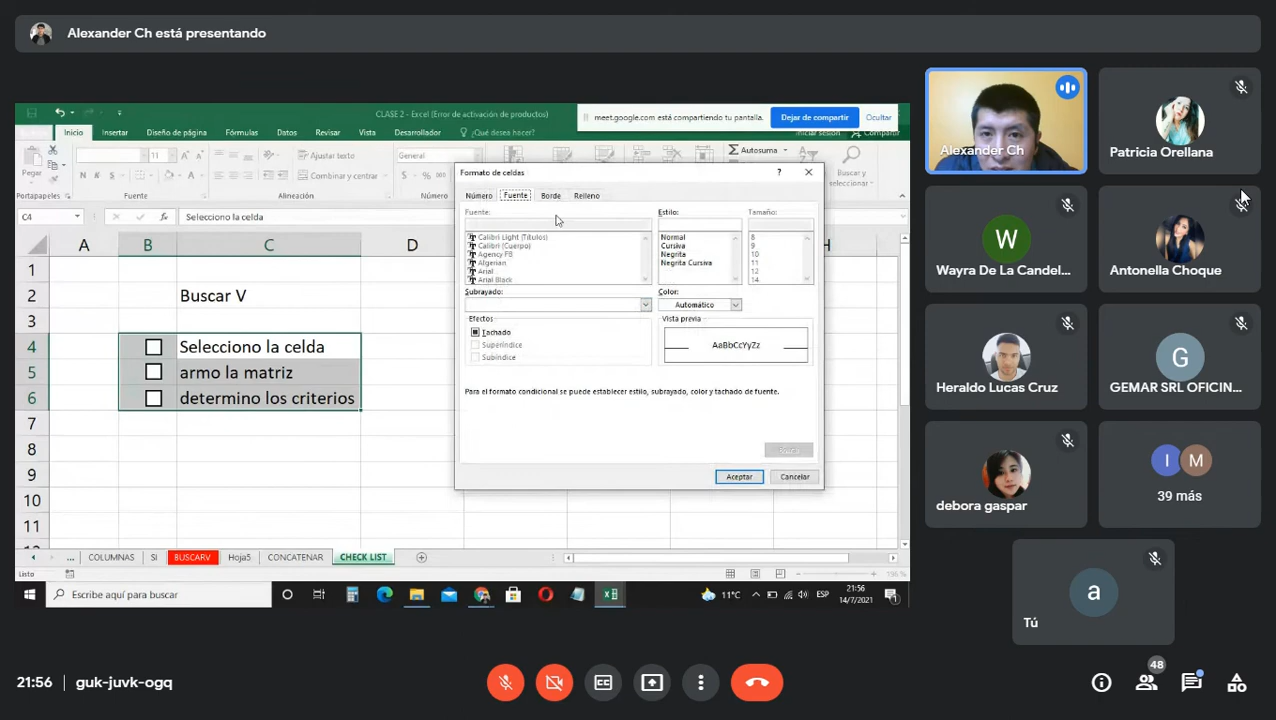 Alexander Ch está presentando
CLASE 2 - Excel (Error de activación de productos)
meet.google.com está compartiendo tu pantalla.
Dejar de compartir
Ocultar
Inicio Insertar Diseño de página Fórmulas Datos Revisar Vista Desarrollador ¿Qué desea hacer? Iniciar sesión Compartir
Pegar
11
Ajustar texto
Combinar y centrar
General
Autosuma
Buscar y
seleccionar
Portapapeles
Fuente
Alineación
Número
C4
Selecciono la celda
A B C D H
1
2 Buscar V
3
4 Selecciono la celda
5 armo la matriz
6 determino los criterios
7
8
9
10
11
Formato de celdas
? ×
Número Fuente Borde Relleno
Fuente: Estilo: Tamaño:
Calibri Light (Títulos)
Calibri (Cuerpo)
Agency FB
Algerian
Arial
Arial Black
Normal
Cursiva
Negrita
Negrita Cursiva
8
9
10
11
12
14
Subrayado: Color:
Automático
Efectos
Tachado
Superíndice
Subíndice
Vista previa
AaBbCcYyZz
Para el formato condicional se puede establecer estilo, subrayado, color y tachado de fuente.
Borrar
Aceptar Cancelar
... COLUMNAS SI BUSCARV Hoja5 CONCATENAR CHECK LIST
Listo
196 %
Escribe aquí para buscar
11°C
ESP
21:56
14/7/2021
1
Alexander Ch
Patricia Orellana
W
Wayra De La Candel...
Antonella Choque
Heraldo Lucas Cruz
G
GEMAR SRL OFICIN...
debora gaspar
I M
39 más
a
Tú
21:56 guk-juvk-ogq
48